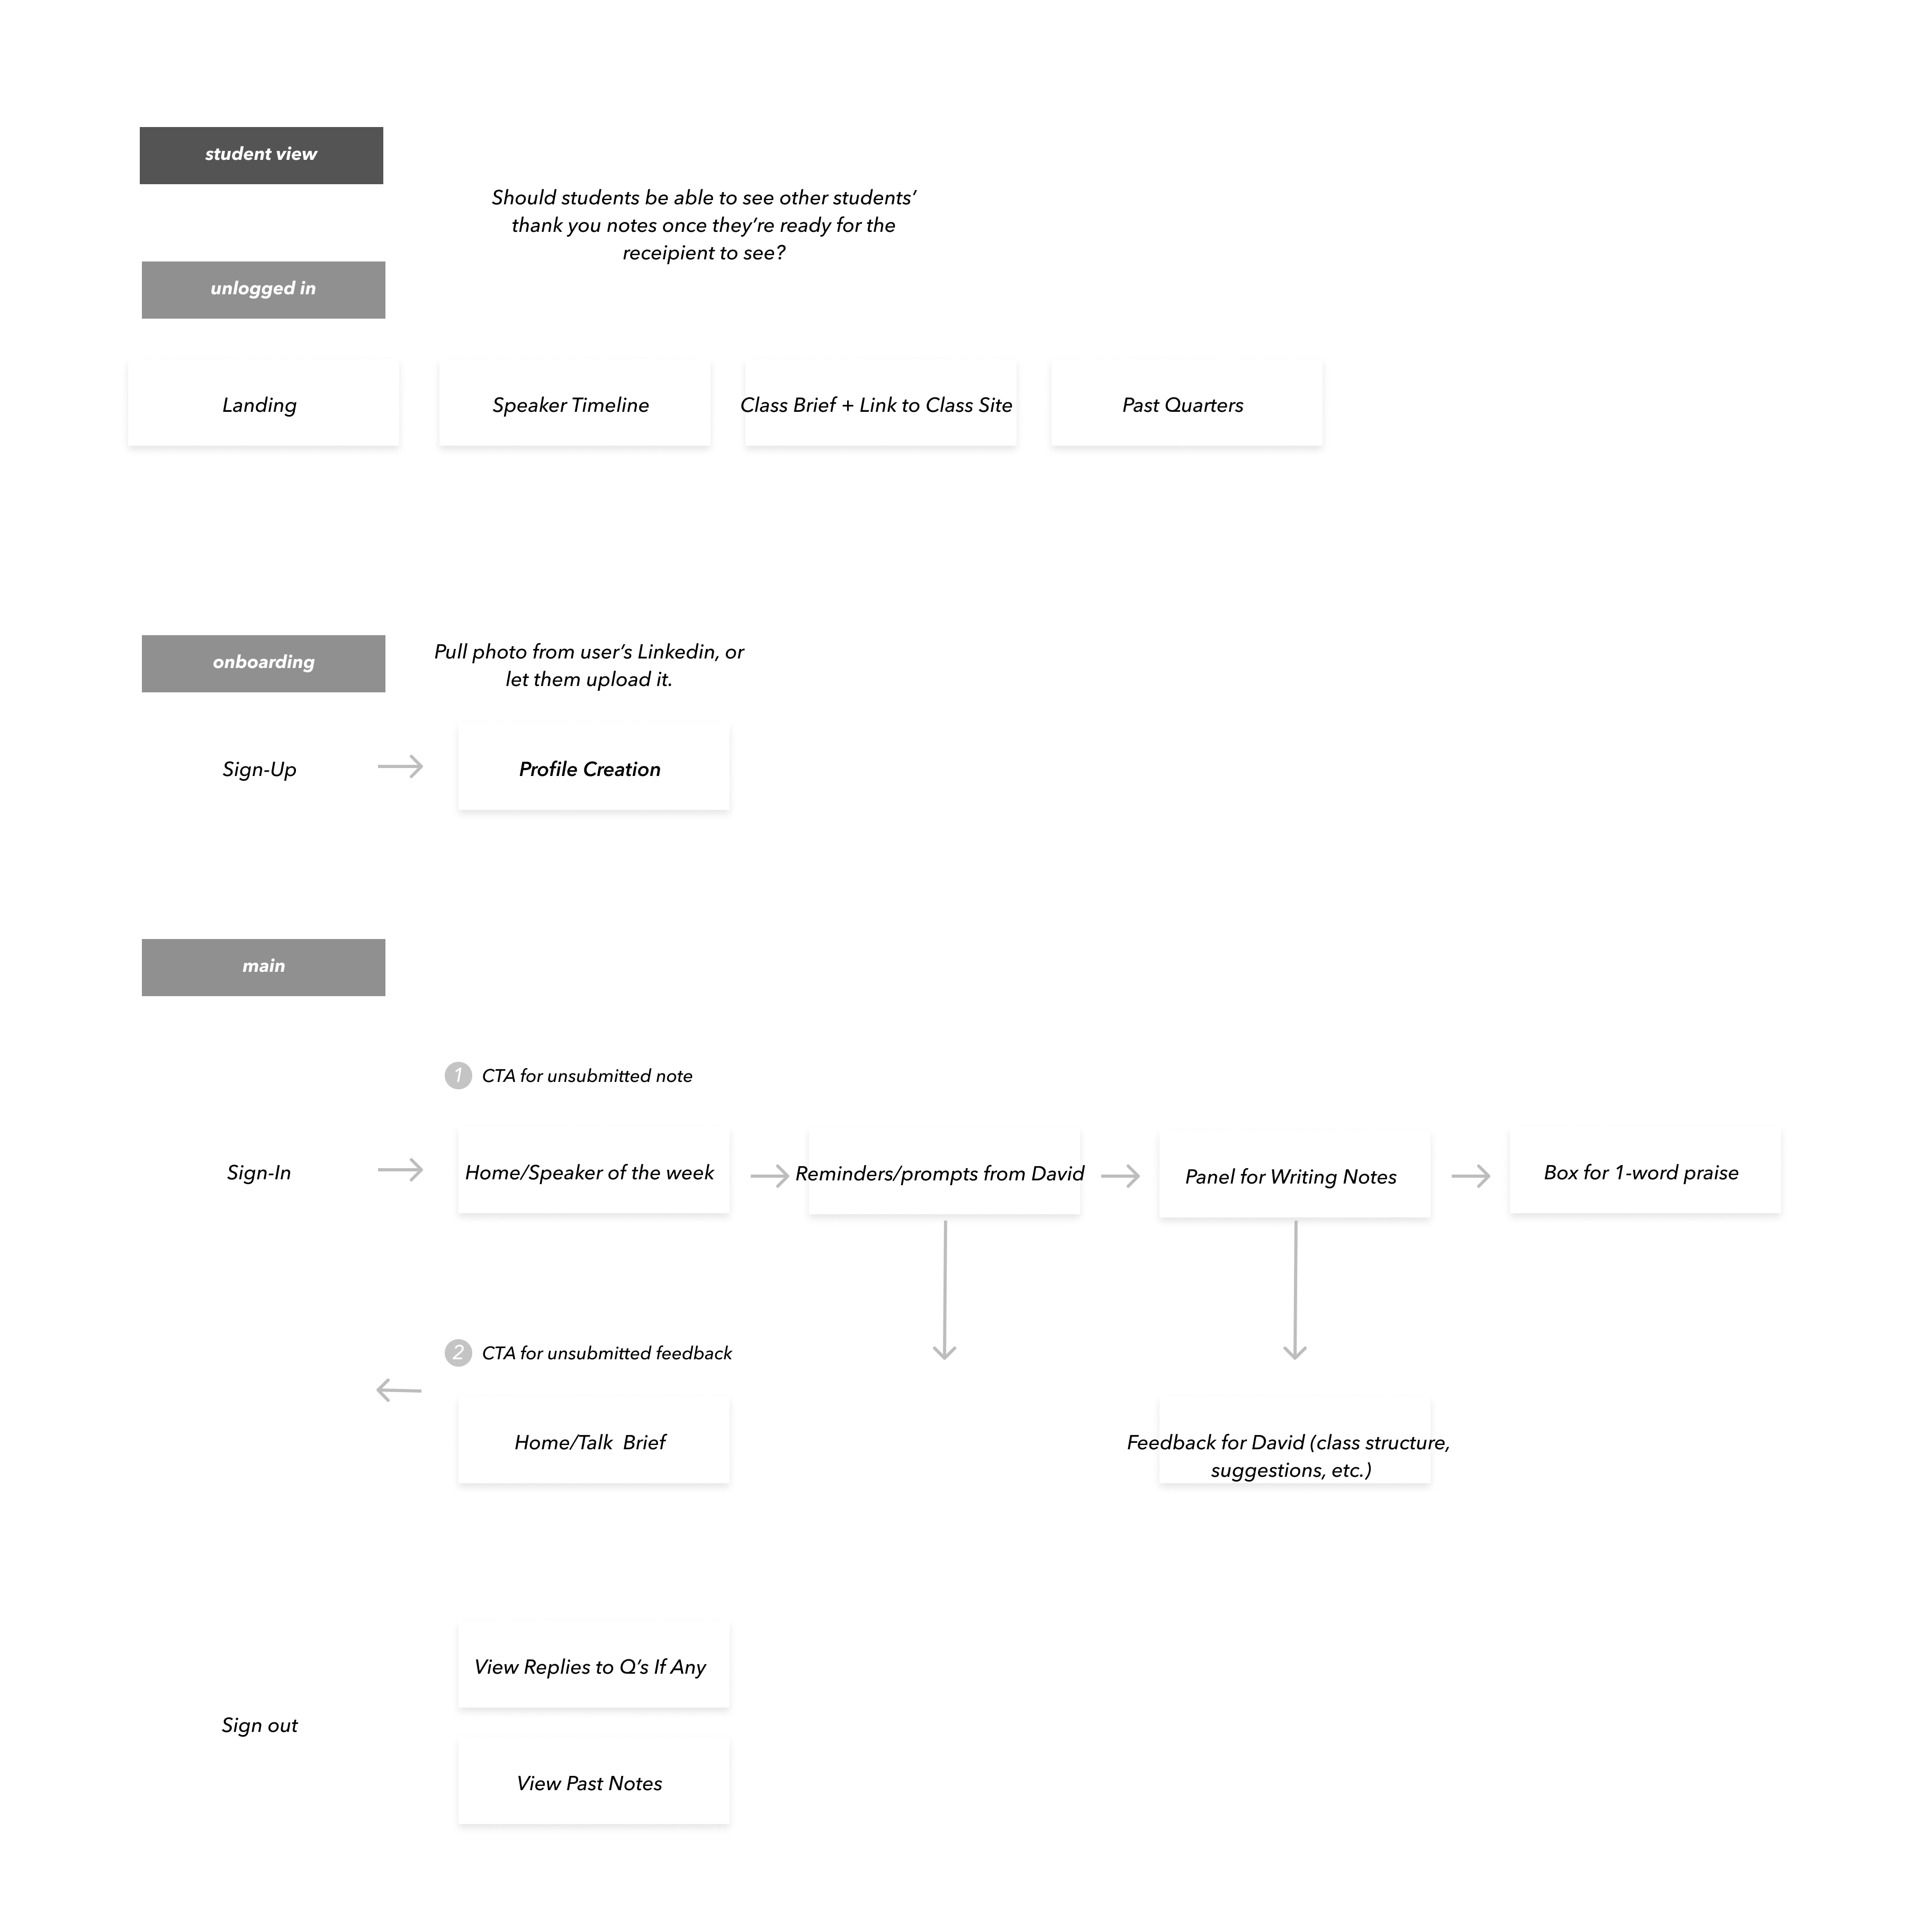 student view
Should students be able to see other students’
thank you notes once they’re ready for the
receipient to see?
unlogged in
Landing
Speaker Timeline
Class Brief + Link to Class Site
Past Quarters
onboarding
Pull photo from user’s Linkedin, or
let them upload it.
Sign-Up
Profile Creation
main
1 CTA for unsubmitted note
Sign-In
Home/Speaker of the week
Reminders/prompts from David
Panel for Writing Notes
Box for 1-word praise
2 CTA for unsubmitted feedback
Home/Talk Brief
Feedback for David (class structure,
suggestions, etc.)
View Replies to Q’s If Any
Sign out
View Past Notes